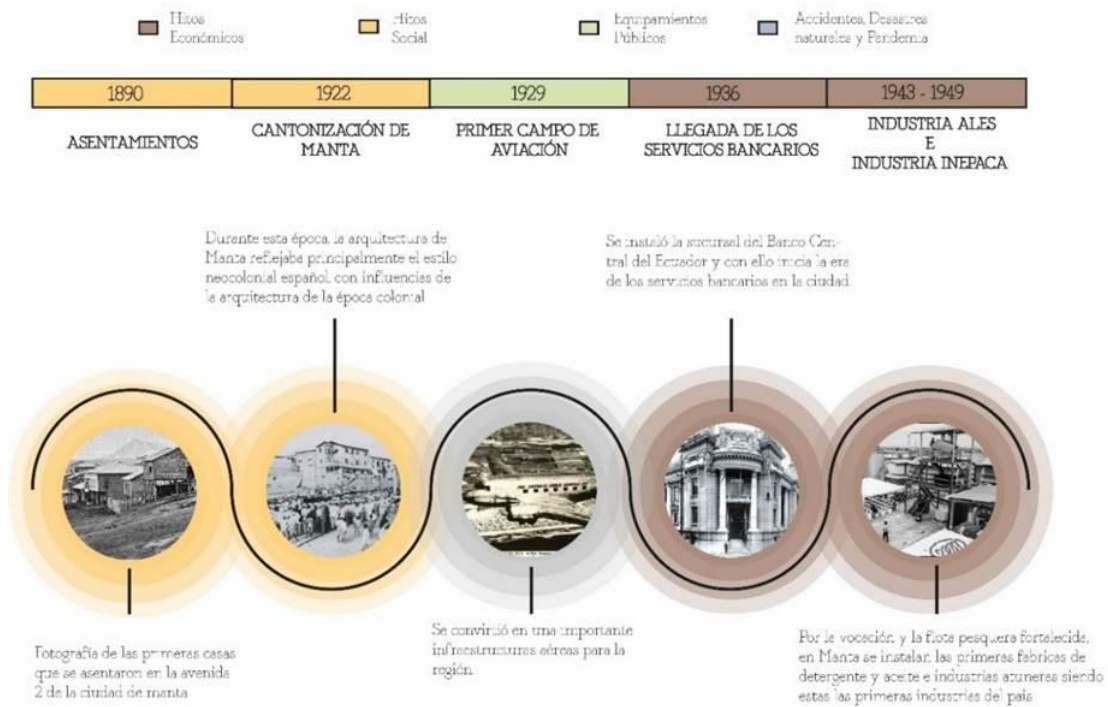 Hitos
Económicos
Hitos
Social
Equipamientos
Públicos
Accidentes, Desastres
naturales y Pandemia
1890
1922
1929
1936
1943 - 1949
ASENTAMIENTOS
CANTONIZACIÓN DE
MANTA
PRIMER CAMPO DE
AVIACIÓN
LLEGADA DE LOS
SERVICIOS BANCARIOS
INDUSTRIA ALES
E
INDUSTRIA INEPACA
Durante esta época, la arquitectura de
Manta reflejaba principalmente el estilo
neocolonial español, con influencias de
la arquitectura de la época colonial
Se instaló la sucursal del Banco Cen-
tral del Ecuador y con ello inicia la era
de los servicios bancarios en la ciudad.
Fotografía de las primeras casas
que se asentaron en la avenida
2 de la ciudad de manta
Se convirtió en una importante
infraestructuras aéreas para la
región.
Por la vocación y la flota pesquera fortalecida,
en Manta se instalan las primeras fabricas de
detergente y aceite e industrias atuneras siendo
estas las primeras industrias del país